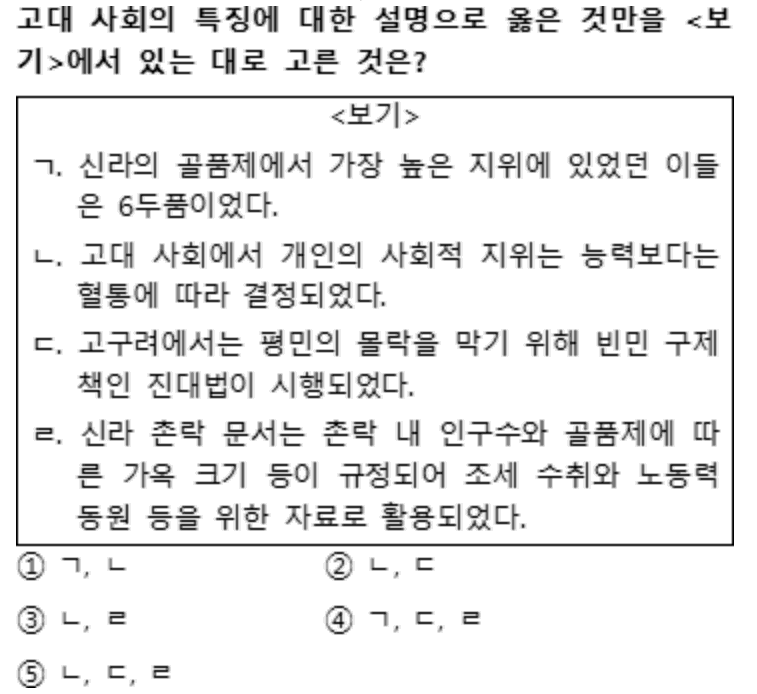 고대 사회의 특징에 대한 설명으로 옳은 것만을 <보
기>에서 있는 대로 고른 것은?
<보기>
ㄱ. 신라의 골품제에서 가장 높은 지위에 있었던 이들
은 6두품이었다.
ㄴ. 고대 사회에서 개인의 사회적 지위는 능력보다는
혈통에 따라 결정되었다.
ㄷ. 고구려에서는 평민의 몰락을 막기 위해 빈민 구제
책인 진대법이 시행되었다.
ㄹ. 신라 촌락 문서는 촌락 내 인구수와 골품제에 따
른 가옥 크기 등이 규정되어 조세 수취와 노동력
동원 등을 위한 자료로 활용되었다.
① ㄱ, ㄴ ② ㄴ, ㄷ
③ ㄴ, ㄹ ④ ㄱ, ㄷ, ㄹ
⑤ ㄴ, ㄷ, ㄹ